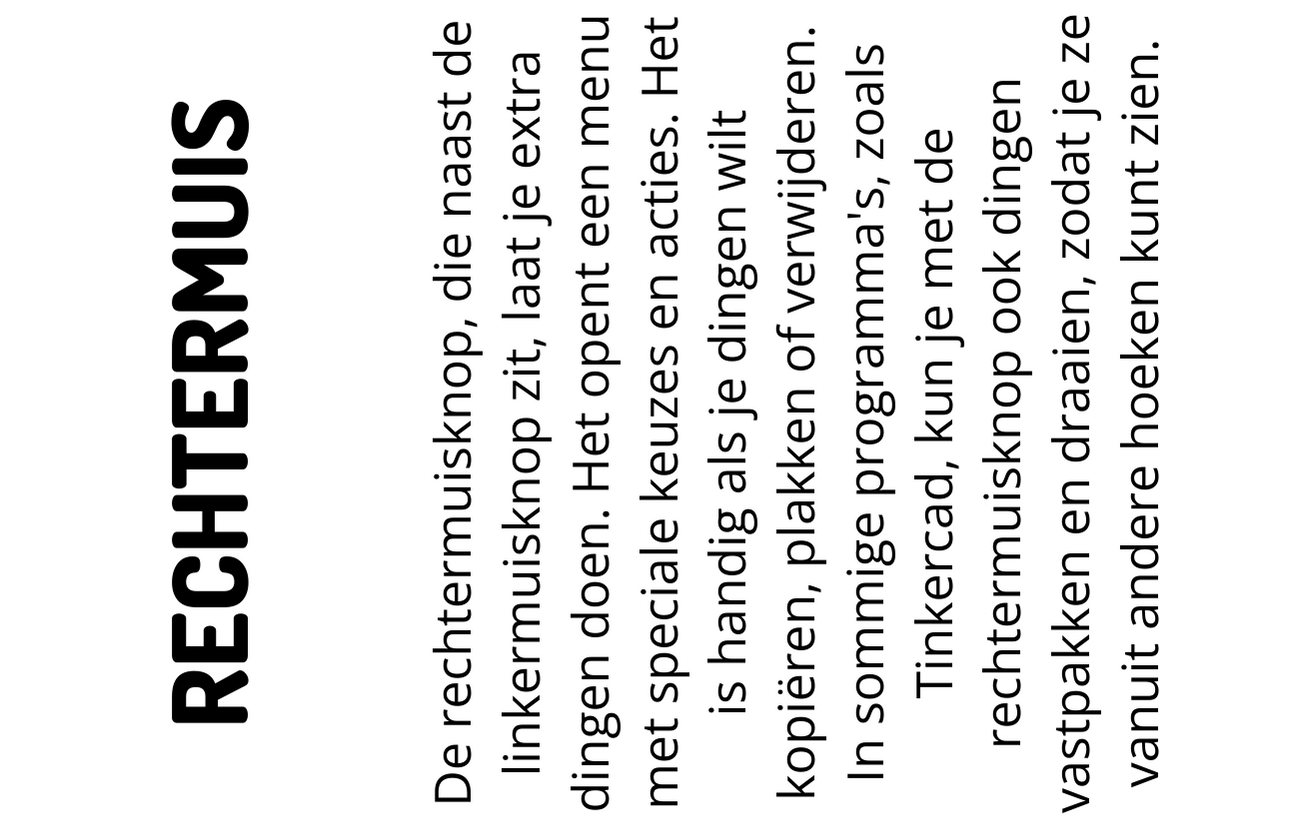 RECHTERMUIS
De rechtermuisknop, die naast de
linkermuisknop zit, laat je extra
dingen doen. Het opent een menu
met speciale keuzes en acties. Het
is handig als je dingen wilt
kopiëren, plakken of verwijderen.
In sommige programma's, zoals
Tinkercad, kun je met de
rechtermuisknop ook dingen
vastpakken en draaien, zodat je ze
vanuit andere hoeken kunt zien.